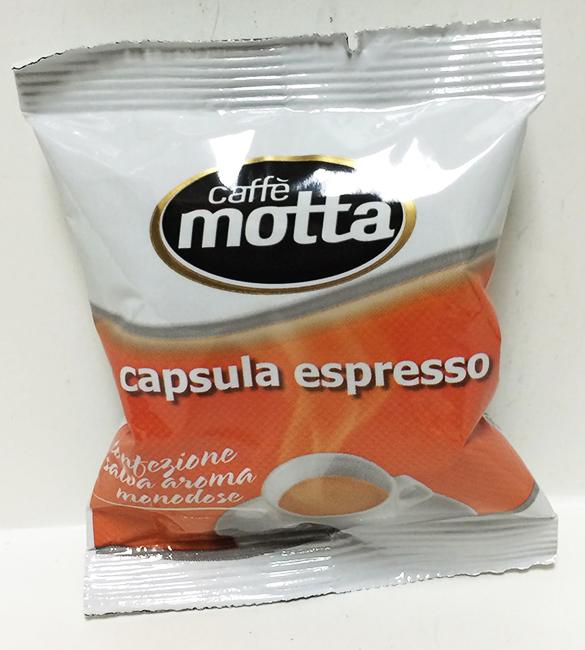 caffè
motta
capsula espresso
confezione
salva aroma
monodose